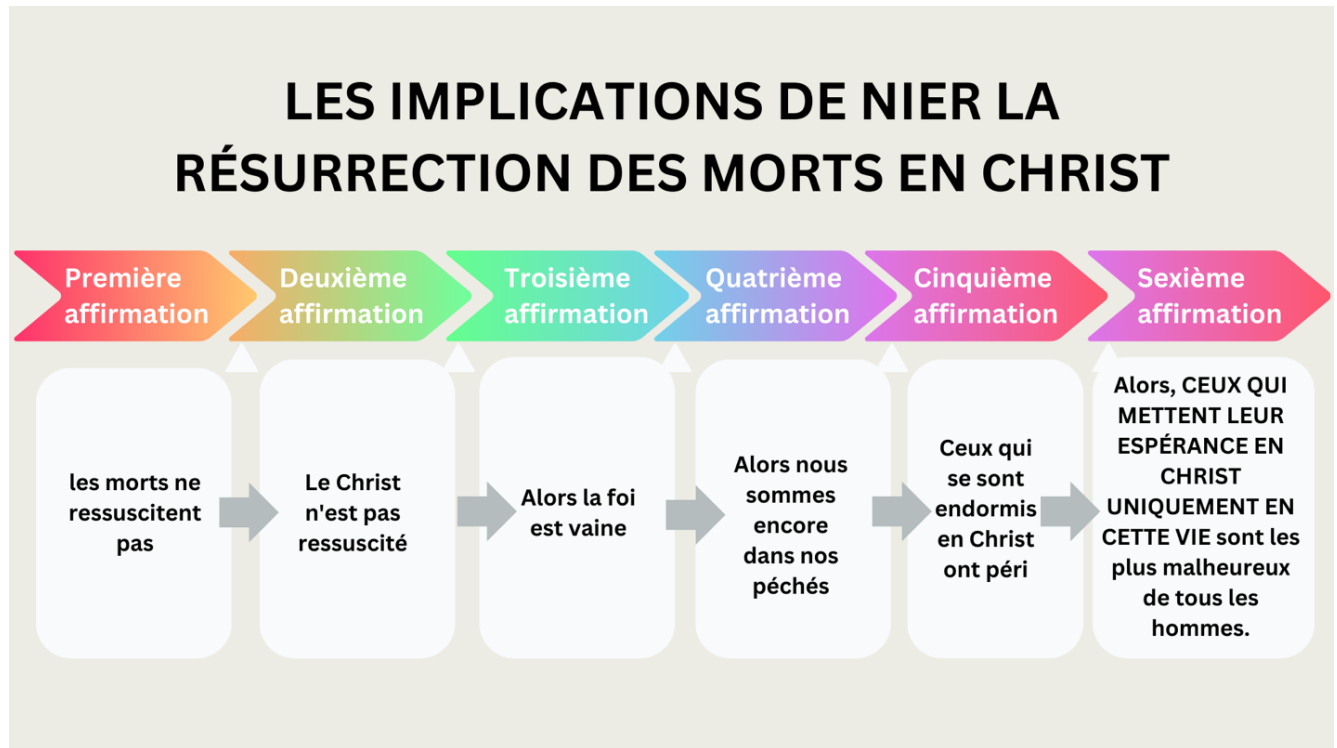 LES IMPLICATIONS DE NIER LA
RÉSURRECTION DES MORTS EN CHRIST
Première
affirmation
Deuxième
affirmation
Troisième
affirmation
Quatrième
affirmation
Cinquième
affirmation
Sexième
affirmation
les morts ne
ressuscitent
pas
Le Christ
n'est pas
ressuscité
Alors la foi
est vaine
Alors nous
sommes
encore
dans nos
péchés
Ceux qui
se sont
endormis
en Christ
ont péri
Alors, CEUX QUI
METTENT LEUR
ESPÉRANCE EN
CHRIST
UNIQUEMENT EN
CETTE VIE sont les
plus malheureux
de tous les
hommes.